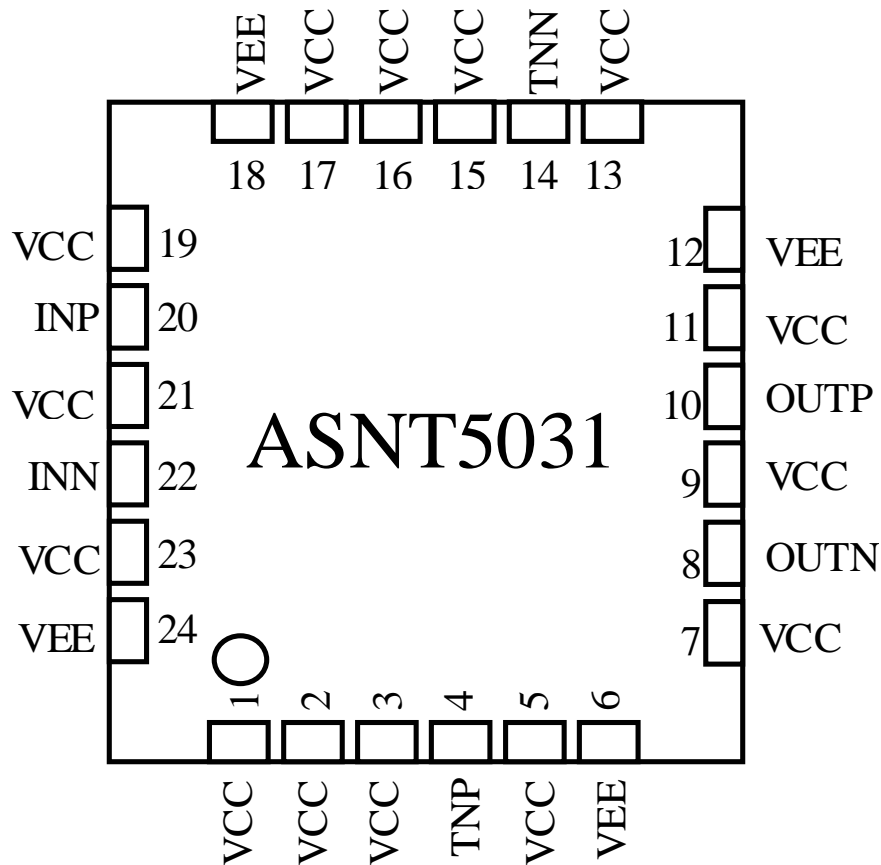 VEE VCC VCC VCC TNN VCC
18 17 16 15 14 13
VCC 19
12 VEE
INP 20
11 VCC
VCC 21
10 OUTP
ASNT5031
INN 22
9 VCC
VCC 23
8 OUTN
VEE 24
7 VCC
1 2 3 4 5 6
VCC VCC VCC TNP VCC VEE